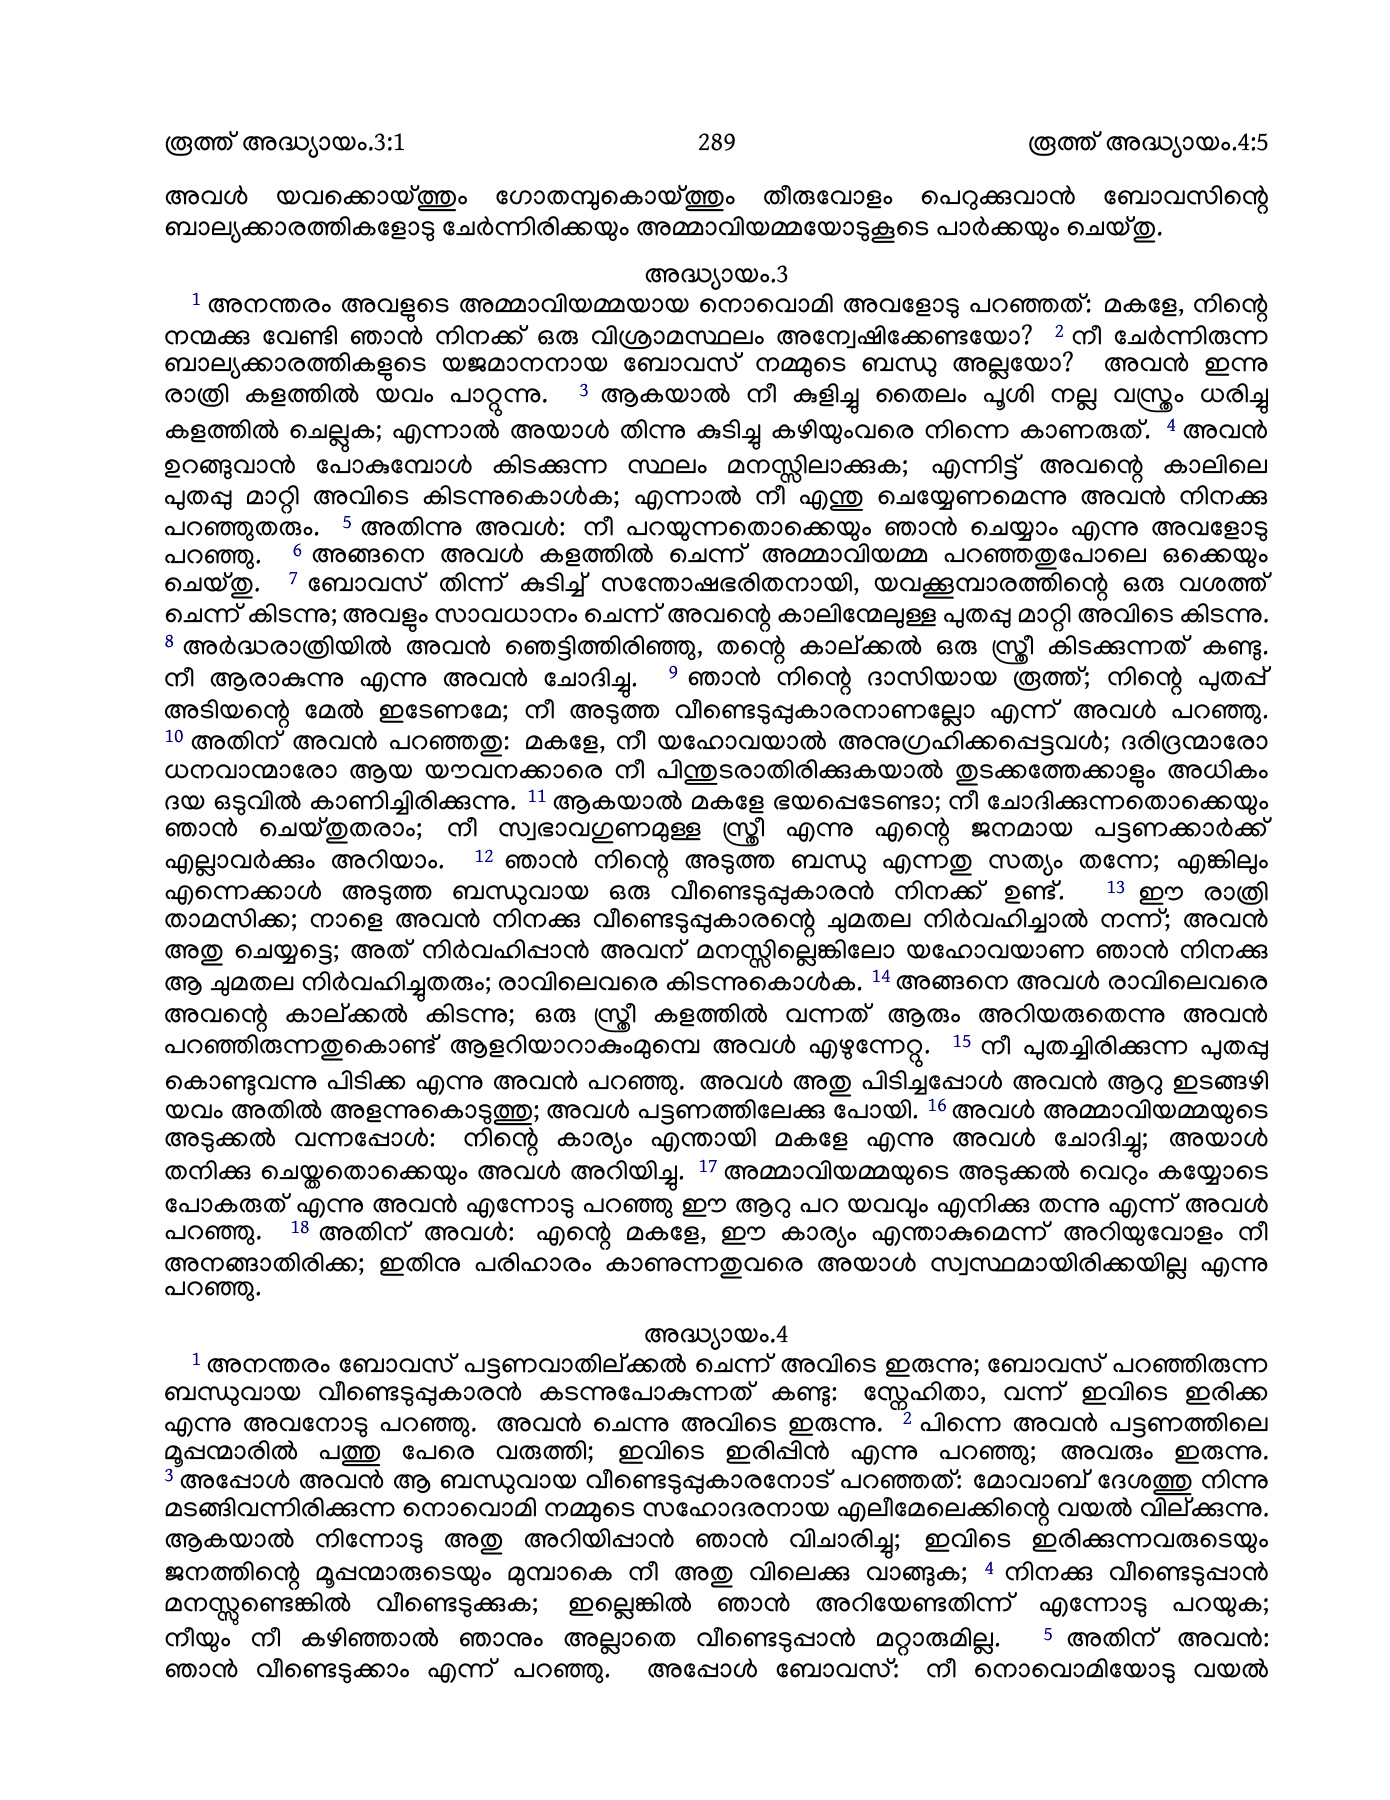 രൂത്ത് അദ്ധ്യായം.3:1 289 രൂത്ത് അദ്ധ്യായം.4:5
അവൾ യവക്കൊയ്ത്തും ഗോതമ്പുകൊയ്ത്തും തീരുവോളം പെറുക്കുവാൻ ബോവസിന്റെ
ബാല്യക്കാരത്തികളോടു ചേർന്നിരിക്കയും അമ്മാവിയമ്മയോടുകൂടെ പാർക്കയും ചെയ്തു.
അദ്ധ്യായം.3
1 അനന്തരം അവളുടെ അമ്മാവിയമ്മയായ നൊവൊമി അവളോടു പറഞ്ഞത്: മകളേ, നിന്റെ
നന്മക്കു വേണ്ടി ഞാൻ നിനക്ക് ഒരു വിശ്രാമസ്ഥലം അന്വേഷിക്കേണ്ടയോ? 2 നീ ചേർന്നിരുന്ന
ബാല്യക്കാരത്തികളുടെ യജമാനനായ ബോവസ് നമ്മുടെ ബന്ധു അല്ലയോ? അവൻ ഇന്നു
രാത്രി കളത്തിൽ യവം പാറ്റുന്നു. 3 ആകയാൽ നീ കുളിച്ചു തൈലം പൂശി നല്ല വസ്ത്രം ധരിച്ചു
കളത്തിൽ ചെല്ലുക; എന്നാൽ അയാൾ തിന്നു കുടിച്ചു കഴിയുംവരെ നിന്നെ കാണരുത്. 4 അവൻ
ഉറങ്ങുവാൻ പോകുമ്പോൾ കിടക്കുന്ന സ്ഥലം മനസ്സിലാക്കുക; എന്നിട്ട് അവന്റെ കാലിലെ
പുതപ്പു മാറ്റി അവിടെ കിടന്നുകൊൾക; എന്നാൽ നീ എന്തു ചെയ്യേണമെന്നു അവൻ നിനക്കു
പറഞ്ഞുതരും. 5 അതിന്നു അവൾ: നീ പറയുന്നതൊക്കെയും ഞാൻ ചെയ്യാം എന്നു അവളോടു
പറഞ്ഞു. 6 അങ്ങനെ അവൾ കളത്തിൽ ചെന്ന് അമ്മാവിയമ്മ പറഞ്ഞതുപോലെ ഒക്കെയും
ചെയ്തു. 7 ബോവസ് തിന്ന് കുടിച്ച് സന്തോഷഭരിതനായി, യവക്കൂമ്പാരത്തിന്റെ ഒരു വശത്ത്
ചെന്ന് കിടന്നു; അവളും സാവധാനം ചെന്ന് അവന്റെ കാലിന്മേലുള്ള പുതപ്പു മാറ്റി അവിടെ കിടന്നു.
8 അർദ്ധരാത്രിയിൽ അവൻ ഞെട്ടിത്തിരിഞ്ഞു, തന്റെ കാല്ക്കൽ ഒരു സ്ത്രീ കിടക്കുന്നത് കണ്ടു.
നീ ആരാകുന്നു എന്നു അവൻ ചോദിച്ചു. 9 ഞാൻ നിന്റെ ദാസിയായ രൂത്ത്; നിന്റെ പുതപ്പ്
അടിയന്റെ മേൽ ഇടേണമേ; നീ അടുത്ത വീണ്ടെടുപ്പുകാരനാണല്ലോ എന്ന് അവൾ പറഞ്ഞു.
10 അതിന് അവൻ പറഞ്ഞതു: മകളേ, നീ യഹോവയാൽ അനുഗ്രഹിക്കപ്പെട്ടവൾ; ദരിദ്രന്മാരോ
ധനവാന്മാരോ ആയ യൗവനക്കാരെ നീ പിന്തുടരാതിരിക്കുകയാൽ തുടക്കത്തേക്കാളും അധികം
ദയ ഒടുവിൽ കാണിച്ചിരിക്കുന്നു. 11 ആകയാൽ മകളേ ഭയപ്പെടേണ്ടാ; നീ ചോദിക്കുന്നതൊക്കെയും
ഞാൻ ചെയ്തുതരാം; നീ സ്വഭാവഗുണമുള്ള സ്ത്രീ എന്നു എന്റെ ജനമായ പട്ടണക്കാർക്ക്
എല്ലാവർക്കും അറിയാം. 12 ഞാൻ നിന്റെ അടുത്ത ബന്ധു എന്നതു സത്യം തന്നേ; എങ്കിലും
എന്നെക്കാൾ അടുത്ത ബന്ധുവായ ഒരു വീണ്ടെടുപ്പുകാരൻ നിനക്ക് ഉണ്ട്. 13 ഈ രാത്രി
താമസിക്ക; നാളെ അവൻ നിനക്കു വീണ്ടെടുപ്പുകാരന്റെ ചുമതല നിർവഹിച്ചാൽ നന്ന്; അവൻ
അതു ചെയ്യട്ടെ; അത് നിർവഹിപ്പാൻ അവന് മനസ്സില്ലെങ്കിലോ യഹോവയാണ ഞാൻ നിനക്കു
ആ ചുമതല നിർവഹിച്ചുതരും; രാവിലെവരെ കിടന്നുകൊൾക. 14 അങ്ങനെ അവൾ രാവിലെവരെ
അവന്റെ കാല്ക്കൽ കിടന്നു; ഒരു സ്ത്രീ കളത്തിൽ വന്നത് ആരും അറിയരുതെന്നു അവൻ
പറഞ്ഞിരുന്നതുകൊണ്ട് ആളറിയാറാകുംമുമ്പെ അവൾ എഴുന്നേറ്റു. 15 നീ പുതച്ചിരിക്കുന്ന പുതപ്പു
കൊണ്ടുവന്നു പിടിക്ക എന്നു അവൻ പറഞ്ഞു. അവൾ അതു പിടിച്ചപ്പോൾ അവൻ ആറു ഇടങ്ങഴി
യവം അതിൽ അളന്നുകൊടുത്തു; അവൾ പട്ടണത്തിലേക്കു പോയി. 16 അവൾ അമ്മാവിയമ്മയുടെ
അടുക്കൽ വന്നപ്പോൾ: നിന്റെ കാര്യം എന്തായി മകളേ എന്നു അവൾ ചോദിച്ചു; അയാൾ
തനിക്കു ചെയ്തതൊക്കെയും അവൾ അറിയിച്ചു. 17 അമ്മാവിയമ്മയുടെ അടുക്കൽ വെറും കയ്യോടെ
പോകരുത് എന്നു അവൻ എന്നോടു പറഞ്ഞു ഈ ആറു പറ യവവും എനിക്കു തന്നു എന്ന് അവൾ
പറഞ്ഞു. 18 അതിന് അവൾ: എന്റെ മകളേ, ഈ കാര്യം എന്താകുമെന്ന് അറിയുവോളം നീ
അനങ്ങാതിരിക്ക; ഇതിനു പരിഹാരം കാണുന്നതുവരെ അയാൾ സ്വസ്ഥമായിരിക്കയില്ല എന്നു
പറഞ്ഞു.
അദ്ധ്യായം.4
1 അനന്തരം ബോവസ് പട്ടണവാതില്ക്കൽ ചെന്ന് അവിടെ ഇരുന്നു; ബോവസ് പറഞ്ഞിരുന്ന
ബന്ധുവായ വീണ്ടെടുപ്പുകാരൻ കടന്നുപോകുന്നത് കണ്ടു: സ്നേഹിതാ, വന്ന് ഇവിടെ ഇരിക്ക
എന്നു അവനോടു പറഞ്ഞു. അവൻ ചെന്നു അവിടെ ഇരുന്നു. 2 പിന്നെ അവൻ പട്ടണത്തിലെ
മൂപ്പന്മാരിൽ പത്തു പേരെ വരുത്തി; ഇവിടെ ഇരിപ്പിൻ എന്നു പറഞ്ഞു; അവരും ഇരുന്നു.
3 അപ്പോൾ അവൻ ആ ബന്ധുവായ വീണ്ടെടുപ്പുകാരനോട് പറഞ്ഞത്: മോവാബ് ദേശത്തു നിന്നു
മടങ്ങിവന്നിരിക്കുന്ന നൊവൊമി നമ്മുടെ സഹോദരനായ എലീമേലെക്കിന്റെ വയൽ വില്ക്കുന്നു.
ആകയാൽ നിന്നോടു അതു അറിയിപ്പാൻ ഞാൻ വിചാരിച്ചു; ഇവിടെ ഇരിക്കുന്നവരുടെയും
ജനത്തിന്റെ മൂപ്പന്മാരുടെയും മുമ്പാകെ നീ അതു വിലെക്കു വാങ്ങുക; 4 നിനക്കു വീണ്ടെടുപ്പാൻ
മനസ്സുണ്ടെങ്കിൽ വീണ്ടെടുക്കുക; ഇല്ലെങ്കിൽ ഞാൻ അറിയേണ്ടതിന്ന് എന്നോടു പറയുക;
നീയും നീ കഴിഞ്ഞാൽ ഞാനും അല്ലാതെ വീണ്ടെടുപ്പാൻ മറ്റാരുമില്ല. 5 അതിന് അവൻ:
ഞാൻ വീണ്ടെടുക്കാം എന്ന് പറഞ്ഞു. അപ്പോൾ ബോവസ്: നീ നൊവൊമിയോടു വയൽ